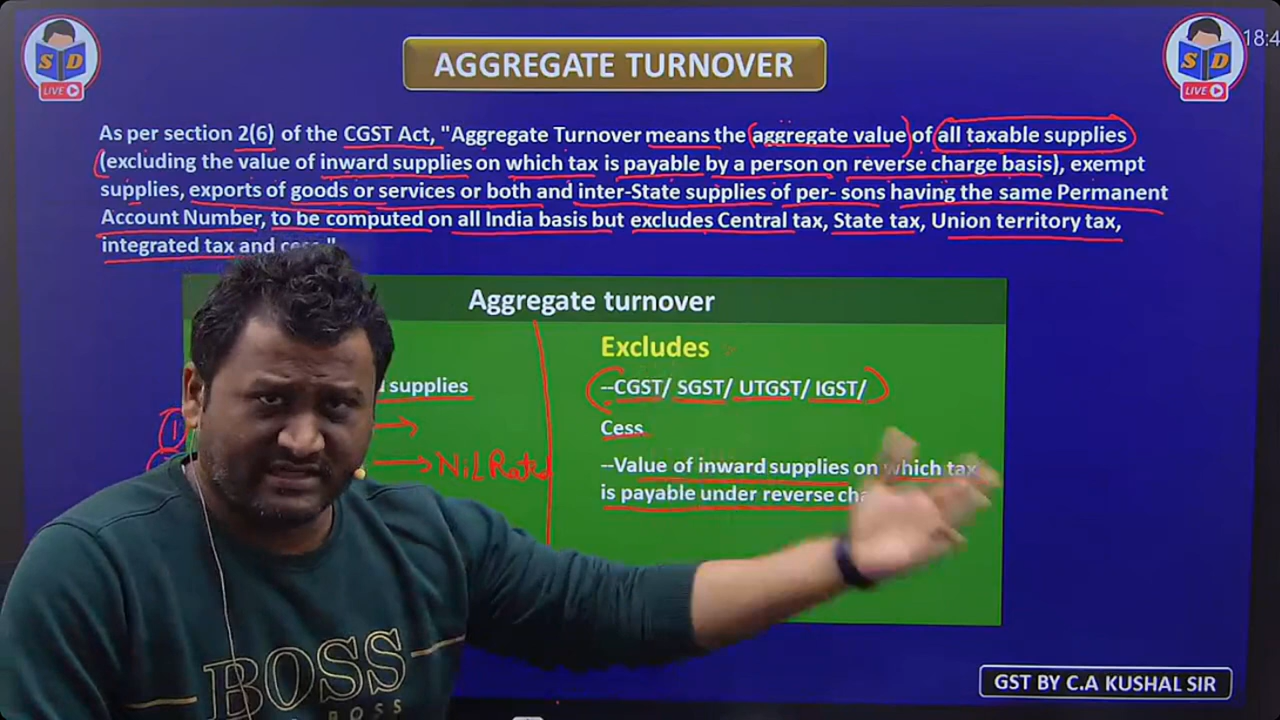 S D
LIVE
AGGREGATE TURNOVER
S D
LIVE
18:4
As per section 2(6) of the CGST Act, "Aggregate Turnover means the aggregate value of all taxable supplies
(excluding the value of inward supplies on which tax is payable by a person on reverse charge basis), exempt
supplies, exports of goods or services or both and inter-State supplies of per- sons having the same Permanent
Account Number, to be computed on all India basis but excludes Central tax, State tax, Union territory tax,
integrated tax and cess."
Aggregate turnover
Excludes
supplies
--CGST/ SGST/ UTGST/ IGST/
Cess
NiL Rate
--Value of inward supplies on which tax
is payable under reverse
BOSS
BOSS
GST BY C.A KUSHAL SIR